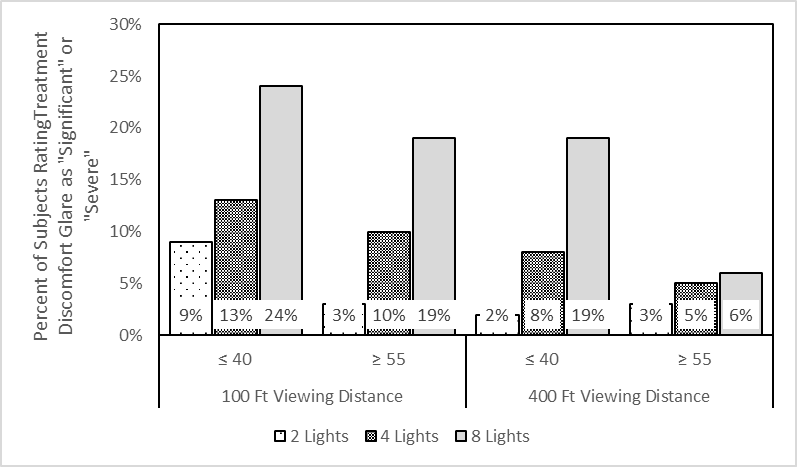 30%
25%
20%
15%
10%
5%
0%
Percent of Subjects RatingTreatment
Discomfort Glare as "Significant" or
"Severe"
9% 13% 24% 3% 10% 19% 2% 8% 19% 3% 5% 6%
≤ 40 ≥ 55 ≤ 40 ≥ 55
100 Ft Viewing Distance 400 Ft Viewing Distance
2 Lights 4 Lights 8 Lights